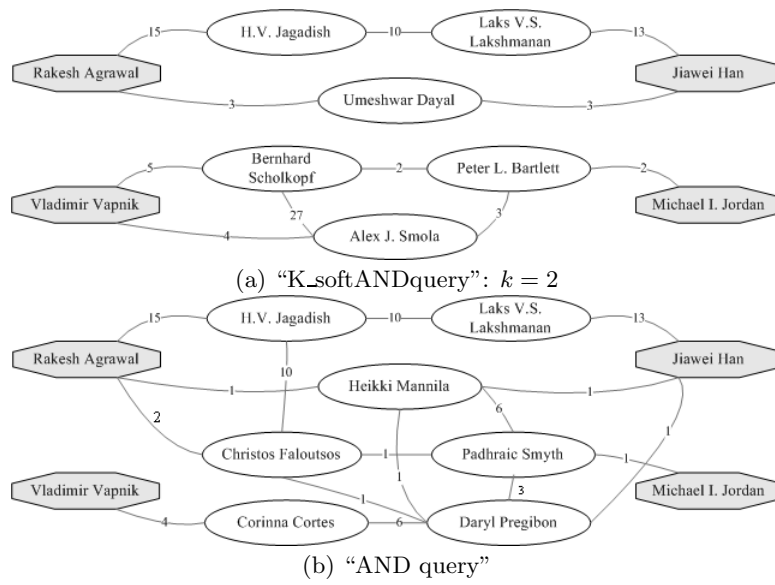 15
H.V. Jagadish
10
Laks V.S.
Lakshmanan
13
Rakesh Agrawal
Jiawei Han
3
Umeshwar Dayal
3
5
Bernhard
Scholkopf
2
Peter L. Bartlett
2
Vladimir Vapnik
27
3
Michael I. Jordan
4
Alex J. Smola
(a) “K_softANDquery”: k = 2
15
H.V. Jagadish
10
Laks V.S.
Lakshmanan
13
Rakesh Agrawal
Jiawei Han
10
1
Heikki Mannila
1
2
6
1
Christos Faloutsos
1
Padhraic Smyth
1
1
Vladimir Vapnik
3
Michael I. Jordan
1
4
Corinna Cortes
6
Daryl Pregibon
(b) “AND query”